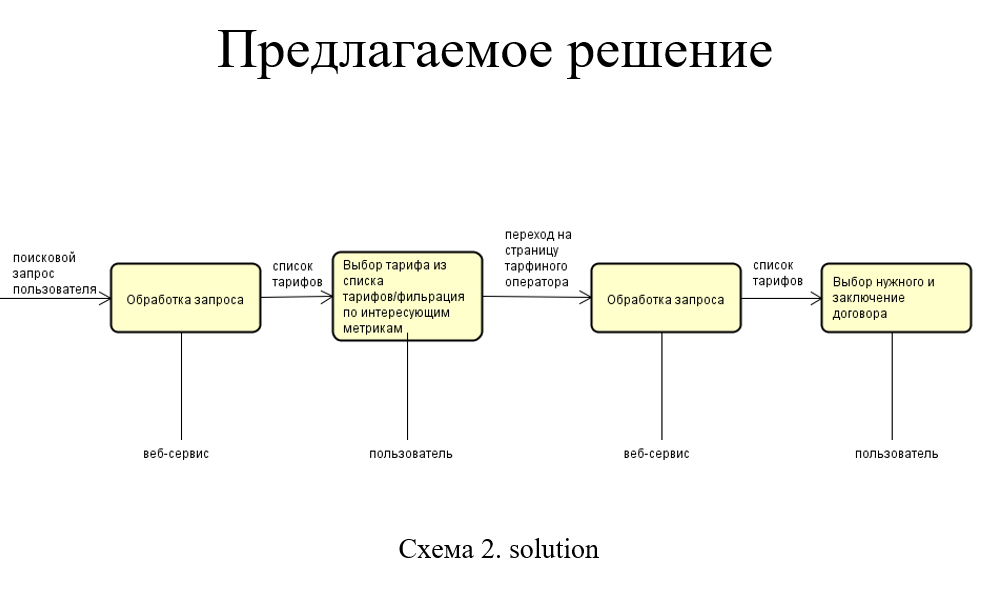 Предлагаемое решение
поисковой
запрос
пользователя
Обработка запроса
список
тарифов
Выбор тарифа из
списка
тарифов/фильрация
по интересующим
метрикам
переход на
страницу
тарфиного
оператора
Обработка запроса
список
тарифов
Выбор нужного и
заключение
договора
веб-сервис
пользователь
веб-сервис
пользователь
Схема 2. solution